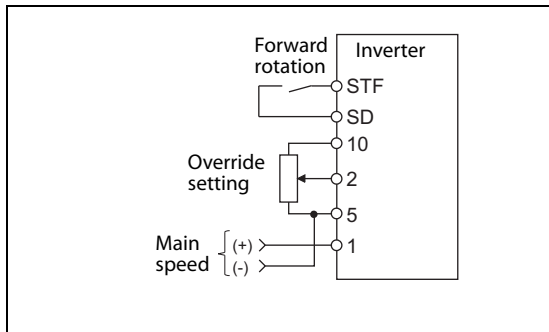 Forward
rotation
Inverter
STF
SD
10
Override
setting
2
5
Main
speed
(+)
(-)
1